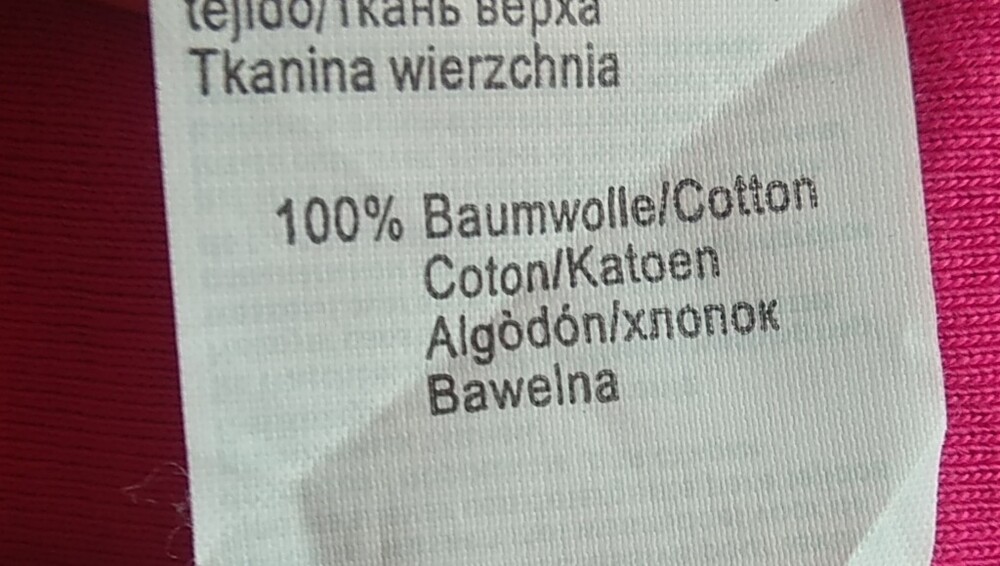 tejido/ткань верха
Tkanina wierzchnia
100% Baumwolle/Cotton
Coton/Katoen
Algòdón/хлопок
Bawelna